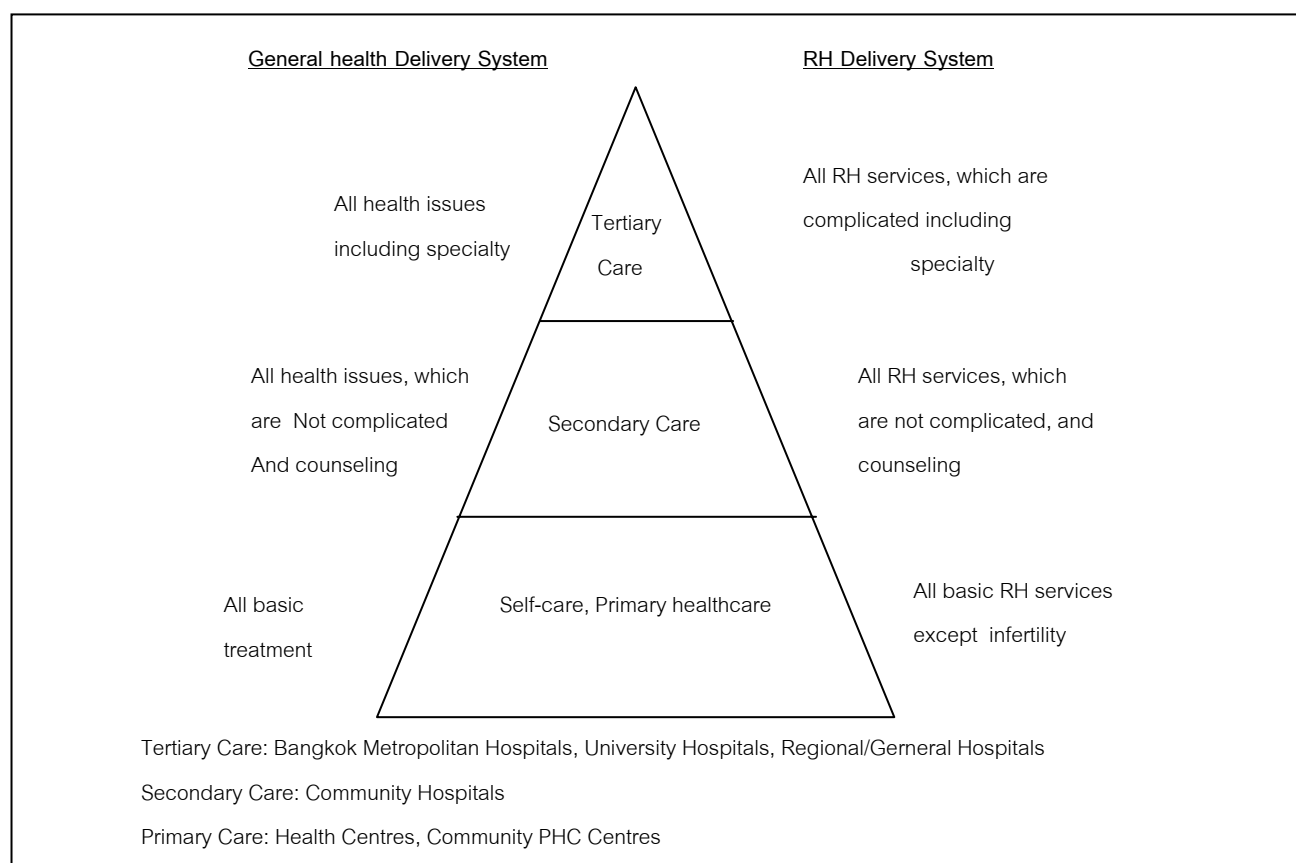 General health Delivery System
RH Delivery System
All health issues
including specialty
Tertiary
Care
All RH services, which are
complicated including
specialty
All health issues, which
are Not complicated
And counseling
Secondary Care
All RH services, which
are not complicated, and
counseling
All basic
treatment
Self-care, Primary healthcare
All basic RH services
except infertility
Tertiary Care: Bangkok Metropolitan Hospitals, University Hospitals, Regional/Gerneral Hospitals
Secondary Care: Community Hospitals
Primary Care: Health Centres, Community PHC Centres